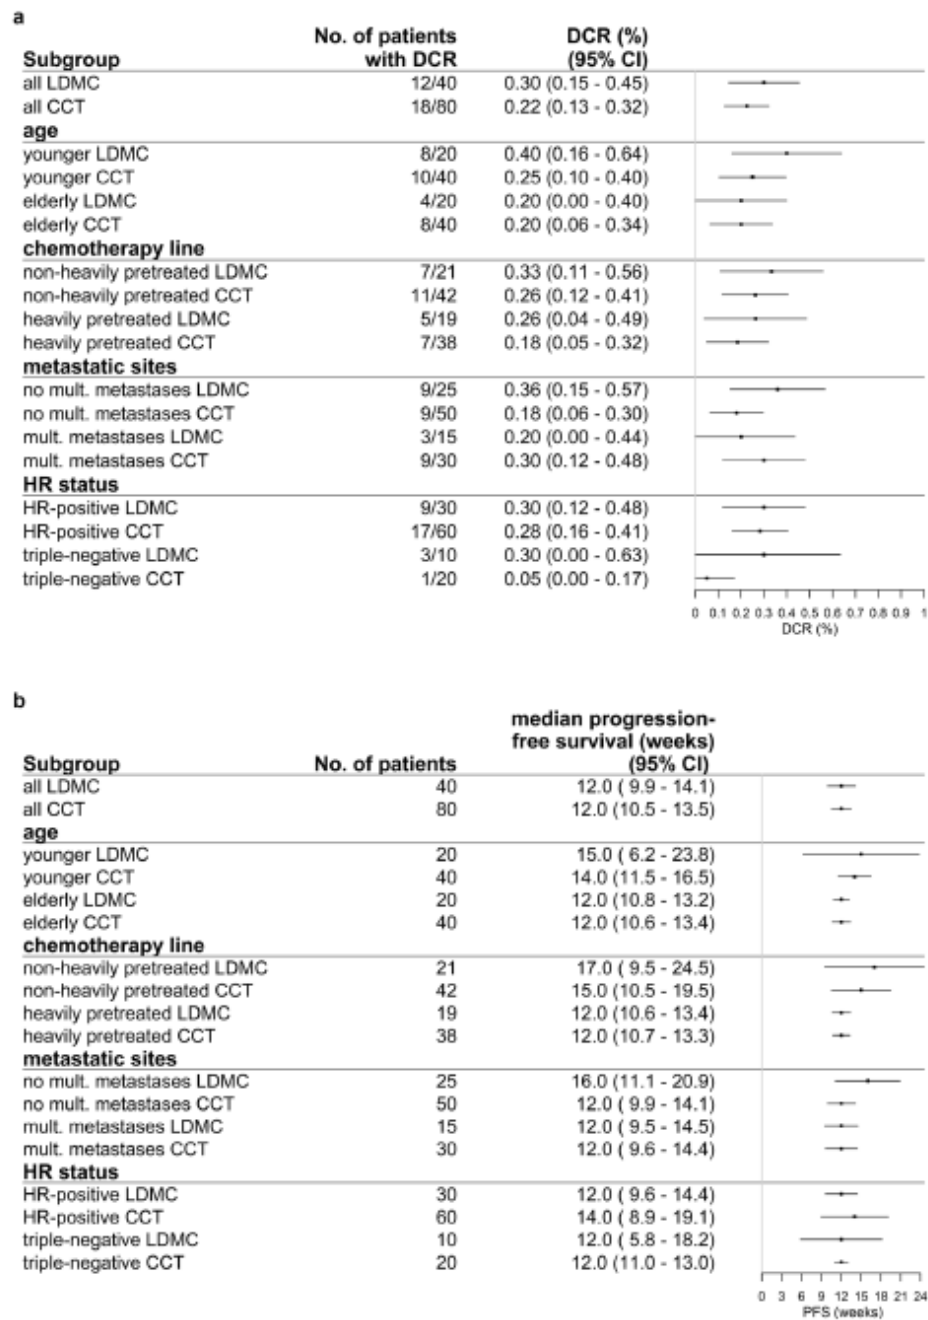 a
No. of patients with DCR DCR (%) (95% CI)
Subgroup
all LDMC 12/40 0.30 (0.15 - 0.45)
all CCT 18/80 0.22 (0.13 - 0.32)
age
younger LDMC 8/20 0.40 (0.16 - 0.64)
younger CCT 10/40 0.25 (0.10 - 0.40)
elderly LDMC 4/20 0.20 (0.00 - 0.40)
elderly CCT 8/40 0.20 (0.06 - 0.34)
chemotherapy line
non-heavily pretreated LDMC 7/21 0.33 (0.11 - 0.56)
non-heavily pretreated CCT 11/42 0.26 (0.12 - 0.41)
heavily pretreated LDMC 5/19 0.26 (0.04 - 0.49)
heavily pretreated CCT 7/38 0.18 (0.05 - 0.32)
metastatic sites
no mult. metastases LDMC 9/25 0.36 (0.15 - 0.57)
no mult. metastases CCT 9/50 0.18 (0.06 - 0.30)
mult. metastases LDMC 3/15 0.20 (0.00 - 0.44)
mult. metastases CCT 9/30 0.30 (0.12 - 0.48)
HR status
HR-positive LDMC 9/30 0.30 (0.12 - 0.48)
HR-positive CCT 17/60 0.28 (0.16 - 0.41)
triple-negative LDMC 3/10 0.30 (0.00 - 0.63)
triple-negative CCT 1/20 0.05 (0.00 - 0.17)
0 0.1 0.2 0.3 0.4 0.5 0.6 0.7 0.8 0.9 1
DCR (%)
b
median progression-
free survival (weeks)
Subgroup No. of patients (95% CI)
all LDMC 40 12.0 ( 9.9 - 14.1)
all CCT 80 12.0 (10.5 - 13.5)
age
younger LDMC 20 15.0 ( 6.2 - 23.8)
younger CCT 40 14.0 (11.5 - 16.5)
elderly LDMC 20 12.0 (10.8 - 13.2)
elderly CCT 40 12.0 (10.6 - 13.4)
chemotherapy line
non-heavily pretreated LDMC 21 17.0 ( 9.5 - 24.5)
non-heavily pretreated CCT 42 15.0 (10.5 - 19.5)
heavily pretreated LDMC 19 12.0 (10.6 - 13.4)
heavily pretreated CCT 38 12.0 (10.7 - 13.3)
metastatic sites
no mult. metastases LDMC 25 16.0 (11.1 - 20.9)
no mult. metastases CCT 50 12.0 ( 9.9 - 14.1)
mult. metastases LDMC 15 12.0 ( 9.5 - 14.5)
mult. metastases CCT 30 12.0 ( 9.6 - 14.4)
HR status
HR-positive LDMC 30 12.0 ( 9.6 - 14.4)
HR-positive CCT 60 14.0 ( 8.9 - 19.1)
triple-negative LDMC 10 12.0 ( 5.8 - 18.2)
triple-negative CCT 20 12.0 (11.0 - 13.0)
0 3 6 9 12 15 18 21 24
PFS (weeks)